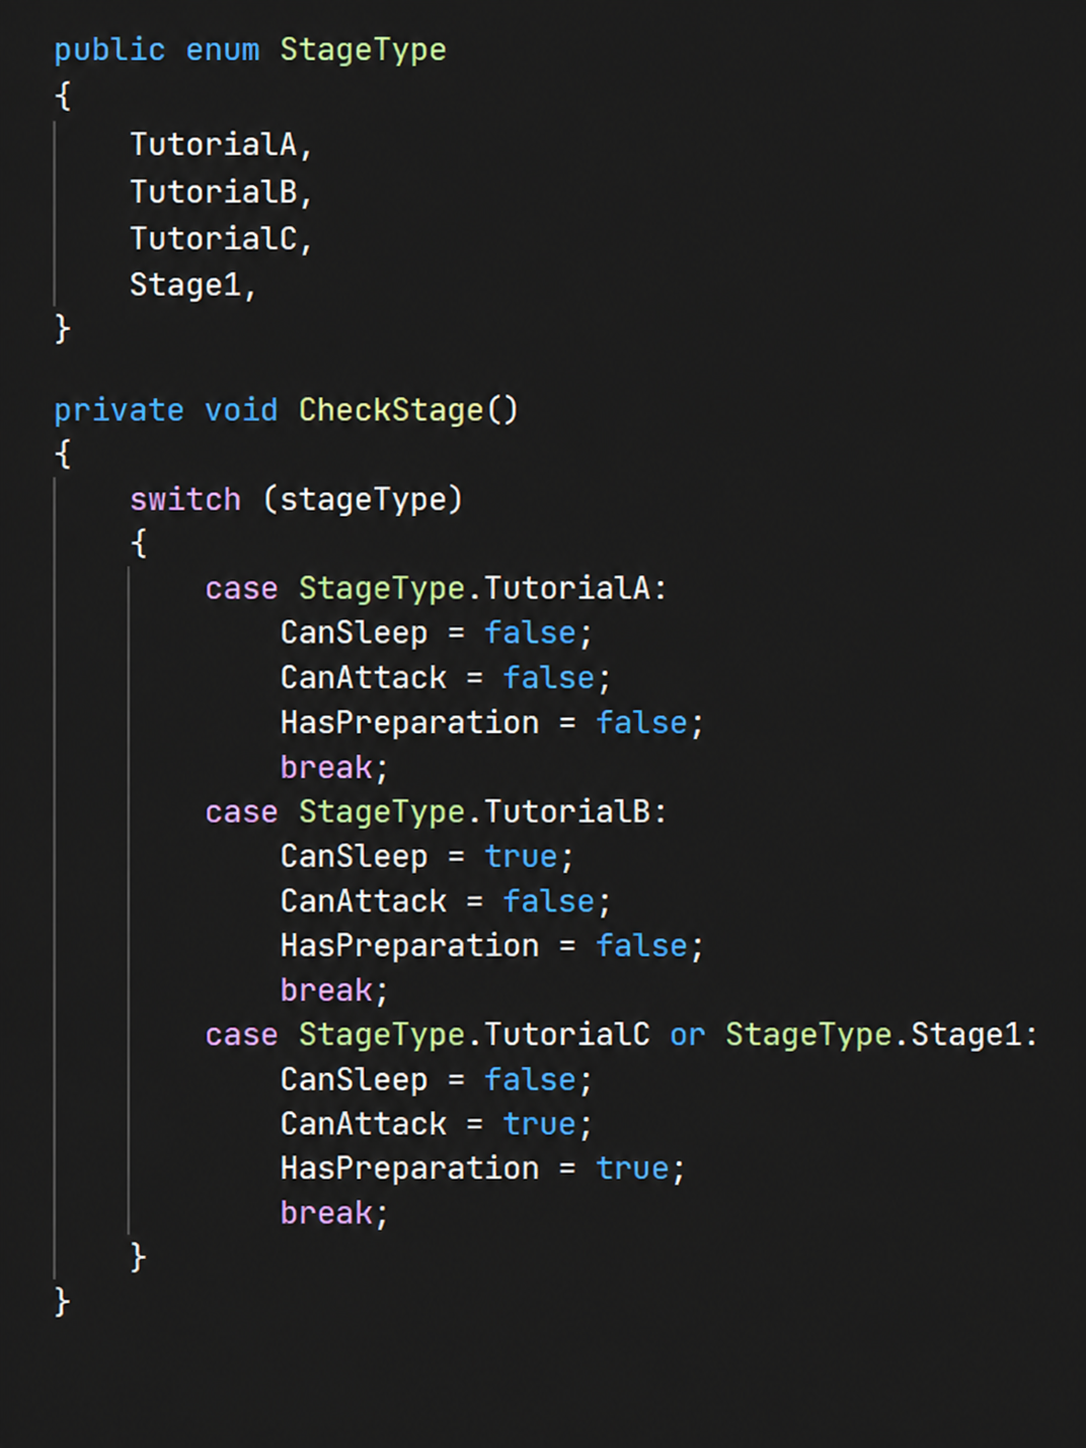 public enum StageType
{
    TutorialA,
    TutorialB,
    TutorialC,
    Stage1,
}

private void CheckStage()
{
    switch (stageType)
    {
        case StageType.TutorialA:
            CanSleep = false;
            CanAttack = false;
            HasPreparation = false;
            break;
        case StageType.TutorialB:
            CanSleep = true;
            CanAttack = false;
            HasPreparation = false;
            break;
        case StageType.TutorialC or StageType.Stage1:
            CanSleep = false;
            CanAttack = true;
            HasPreparation = true;
            break;
    }
}